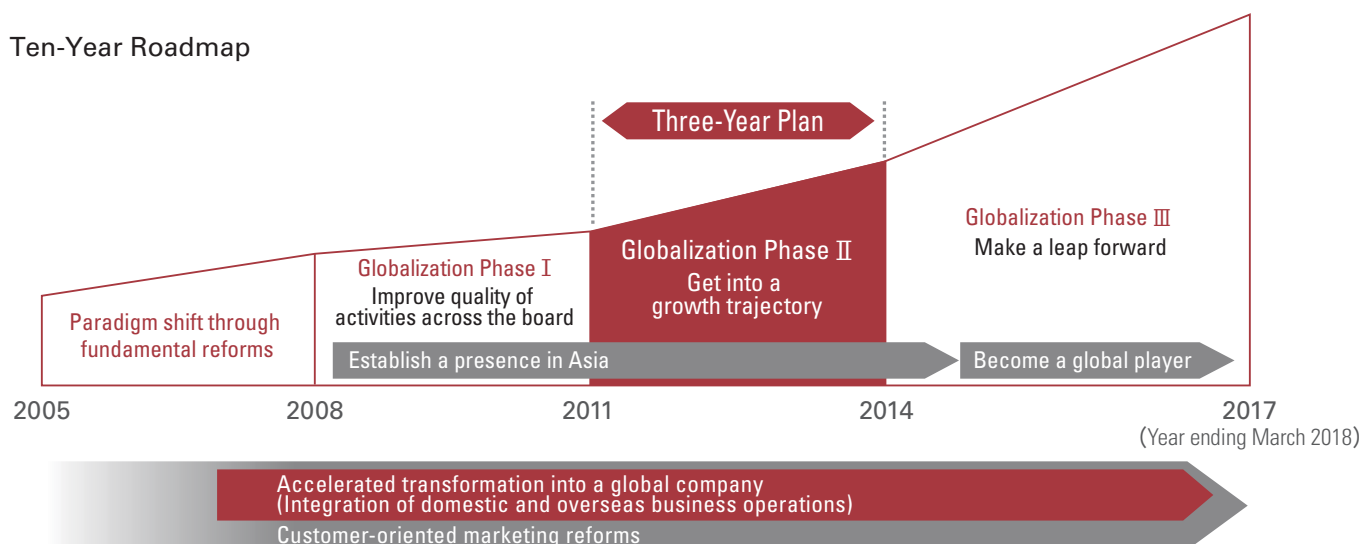 Ten-Year Roadmap
Three-Year Plan
Globalization Phase Ⅲ
Make a leap forward
Globalization Phase Ⅱ
Get into a
growth trajectory
Globalization Phase Ⅰ
Improve quality of
activities across the board
Paradigm shift through
fundamental reforms
Establish a presence in Asia
Become a global player
2005
2008
2011
2014
2017
(Year ending March 2018)
Accelerated transformation into a global company
(Integration of domestic and overseas business operations)
Customer-oriented marketing reforms